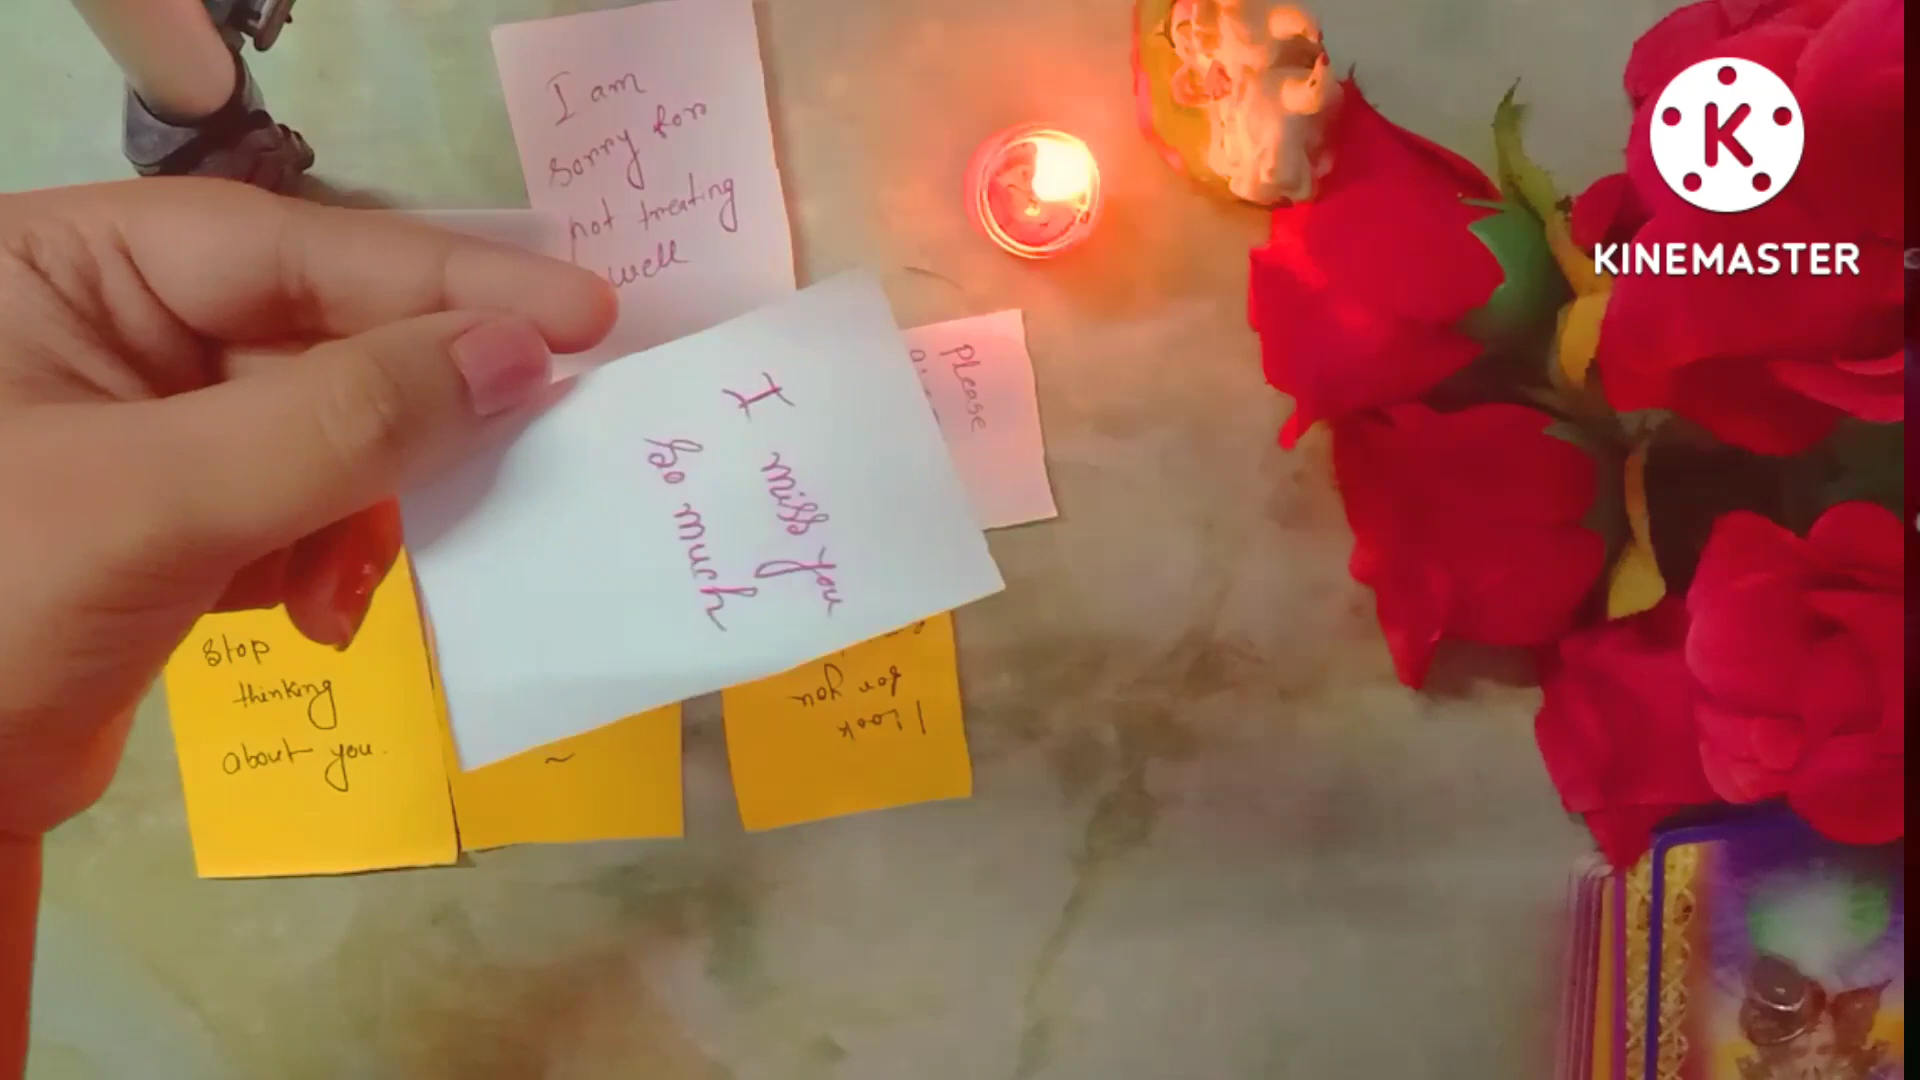 I am
sorry for
not treating
well
Please
I miss you
so much
Stop
thinking
about you.
I Look
for you
K
KINEMASTER